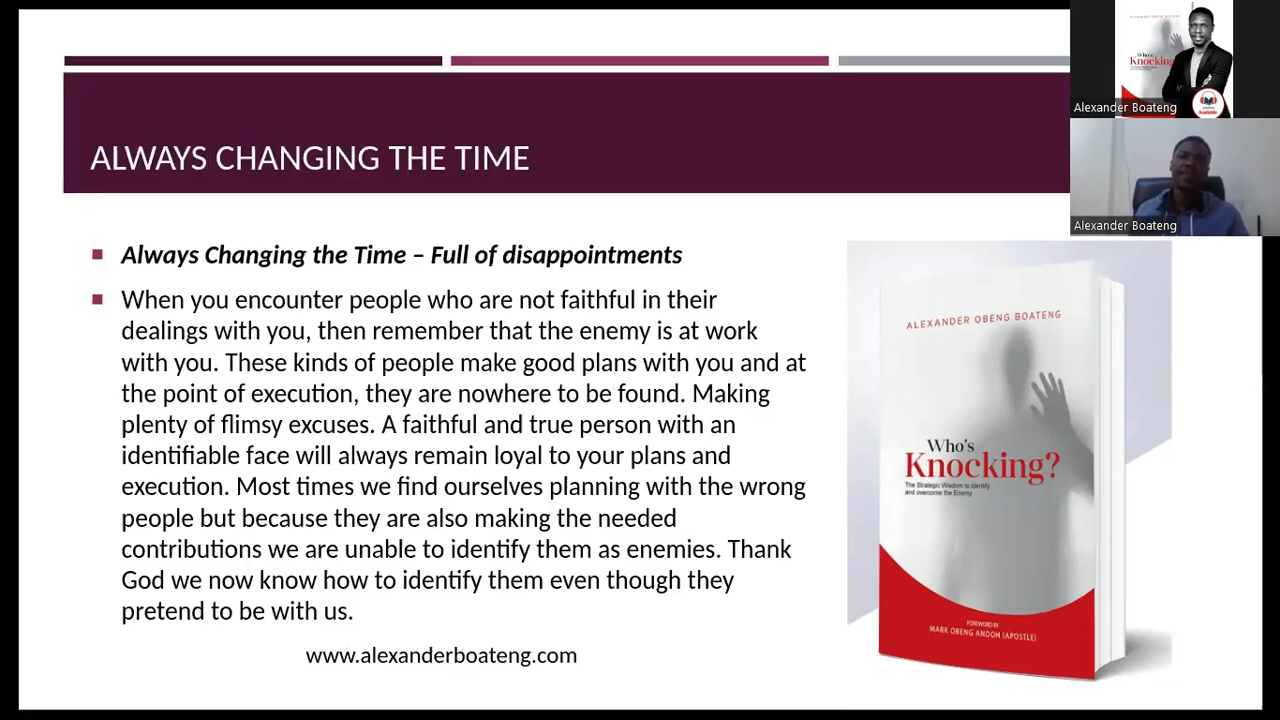 ALWAYS CHANGING THE TIME
Always Changing the Time – Full of disappointments
When you encounter people who are not faithful in their
dealings with you, then remember that the enemy is at work
with you. These kinds of people make good plans with you and at
the point of execution, they are nowhere to be found. Making
plenty of flimsy excuses. A faithful and true person with an
identifiable face will always remain loyal to your plans and
execution. Most times we find ourselves planning with the wrong
people but because they are also making the needed
contributions we are unable to identify them as enemies. Thank
God we now know how to identify them even though they
pretend to be with us.
www.alexanderboateng.com
ALEXANDER OBENG BOATENG
Who's
Knocking?
The Strategic Wisdom to identify
and overcome the Enemy
FOREWORD BY
MARK OBENG ANDOH (APOSTLE)
Who's
Knocking
Available
Alexander Boateng
Alexander Boateng